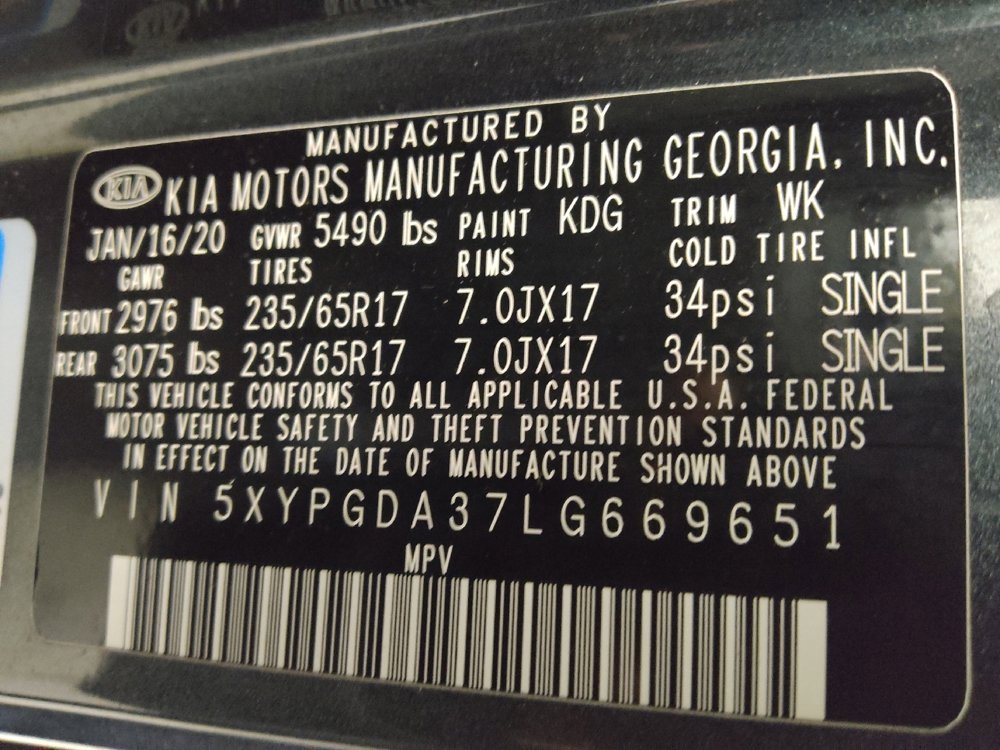 MANUFACTURED BY
KIA KIA MOTORS MANUFACTURING GEORGIA, INC.
JAN/16/20 GVWR 5490 lbs PAINT KDG TRIM WK
GAWR TIRES RIMS COLD TIRE INFL
FRONT 2976 lbs 235/65R17 7.0JX17 34psi SINGLE
REAR 3075 lbs 235/65R17 7.0JX17 34psi SINGLE
THIS VEHICLE CONFORMS TO ALL APPLICABLE U.S.A. FEDERAL
MOTOR VEHICLE SAFETY AND THEFT PREVENTION STANDARDS
IN EFFECT ON THE DATE OF MANUFACTURE SHOWN ABOVE
VIN 5XYPGDA37LG669651
MPV